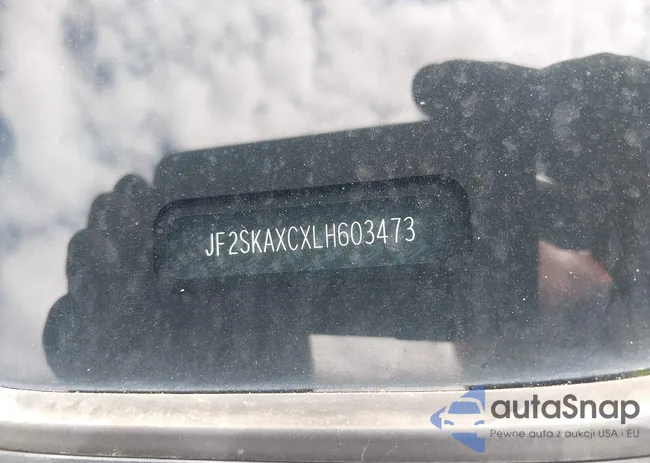 JF2SKAXCXLH603473
autaSnap
Pewne auta z aukcji USA i EU